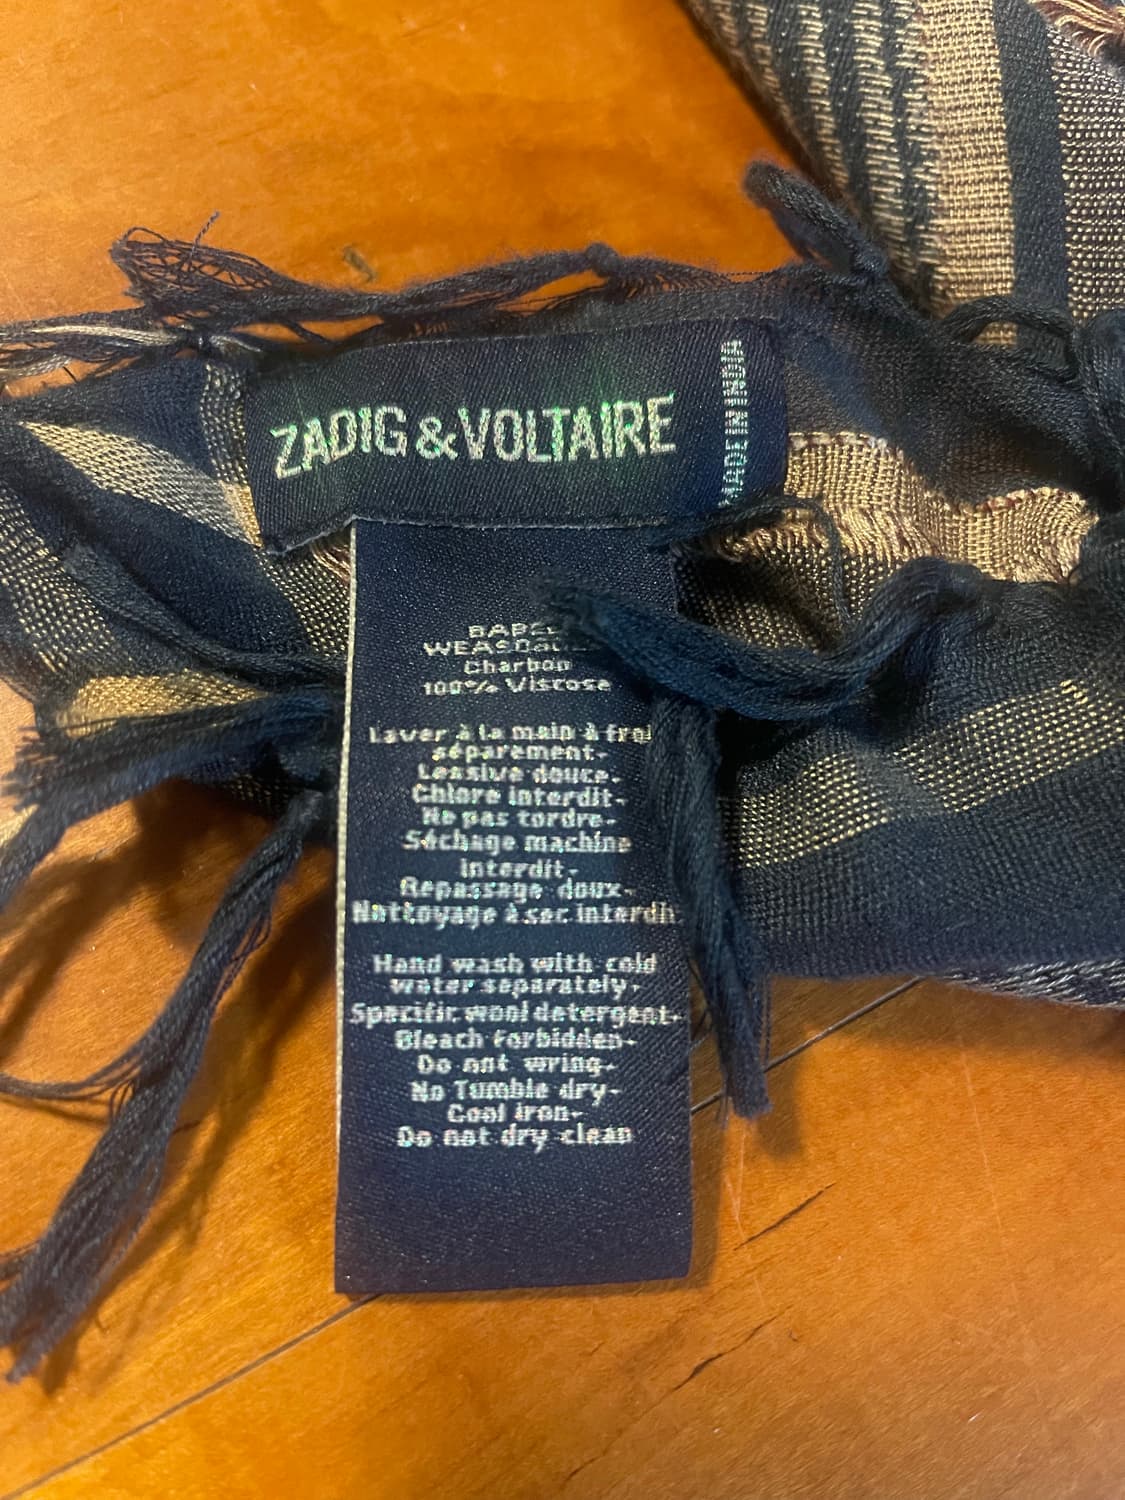 ZADIG & VOLTAIRE
MADE IN INDIA
Charbon
100% Viscose
Laver à la main à froi
séparement-
Lessive douce-
Chlore interdit-
Ne pas tordre-
Séchage machine
interdit-
Repassage doux-
Nettoyage à sec interdit
Hand wash with cold
water separately-
Specific wool detergent-
Bleach forbidden-
Do not wring-
No Tumble dry-
Cool iron-
Do not dry clean